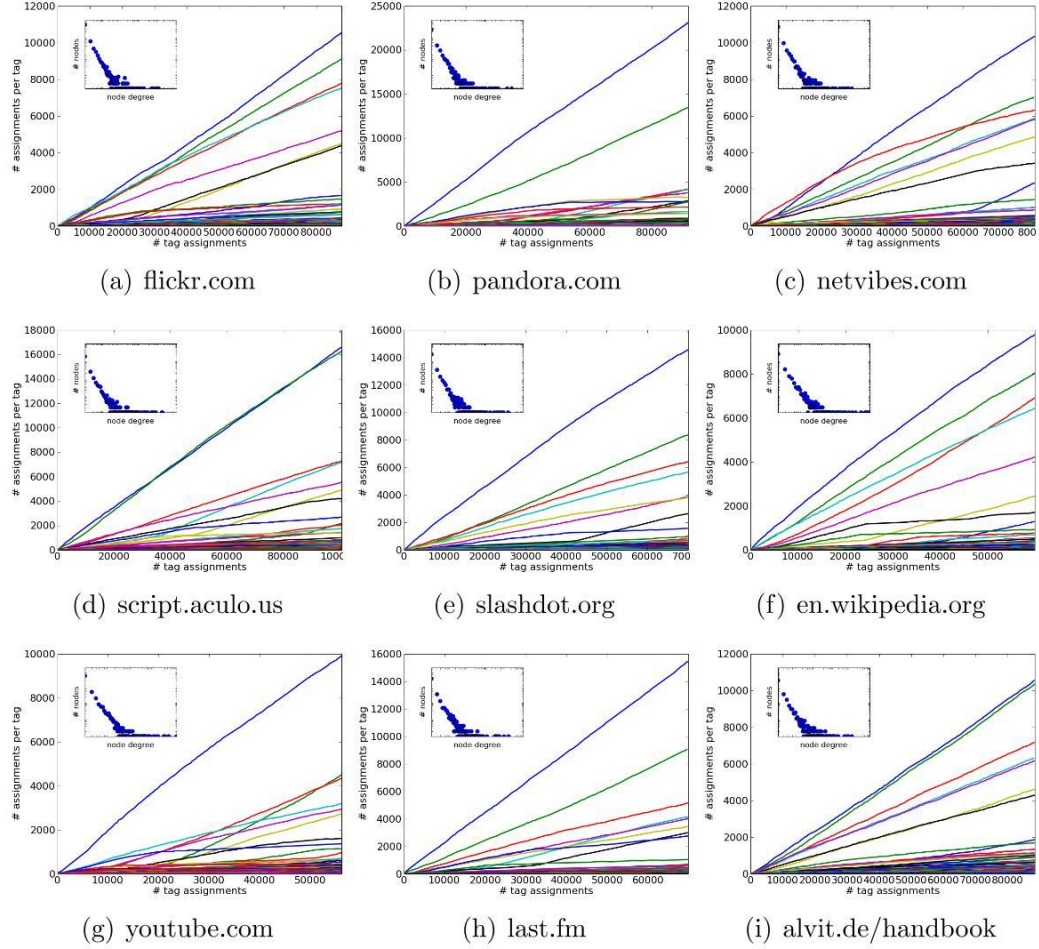 12000
10000
8000
6000
4000
2000
0
# assignments per tag
# nodes
node degree
0 10000 20000 30000 40000 50000 60000 70000 80000
# tag assignments
(a) flickr.com
25000
20000
15000
10000
5000
0
# assignments per tag
# nodes
node degree
0 20000 40000 60000 80000
# tag assignments
(b) pandora.com
12000
10000
8000
6000
4000
2000
0
# assignments per tag
# nodes
node degree
0 10000 20000 30000 40000 50000 60000 70000 8000
# tag assignments
(c) netvibes.com
18000
16000
14000
12000
10000
8000
6000
4000
2000
0
# assignments per tag
# nodes
node degree
0 20000 40000 60000 80000 10000
# tag assignments
(d) script.aculo.us
16000
14000
12000
10000
8000
6000
4000
2000
0
# assignments per tag
# nodes
node degree
0 10000 20000 30000 40000 50000 60000 7000
# tag assignments
(e) slashdot.org
10000
8000
6000
4000
2000
0
# assignments per tag
# nodes
node degree
0 10000 20000 30000 40000 50000
# tag assignments
(f) en.wikipedia.org
10000
8000
6000
4000
2000
0
# assignments per tag
# nodes
node degree
0 10000 20000 30000 40000 50000
# tag assignments
(g) youtube.com
16000
14000
12000
10000
8000
6000
4000
2000
0
# assignments per tag
# nodes
node degree
0 10000 20000 30000 40000 50000 60000
# tag assignments
(h) last.fm
12000
10000
8000
6000
4000
2000
0
# assignments per tag
# nodes
node degree
0 10000 20000 30000 40000 50000 60000 70000 80000
# tag assignments
(i) alvit.de/handbook